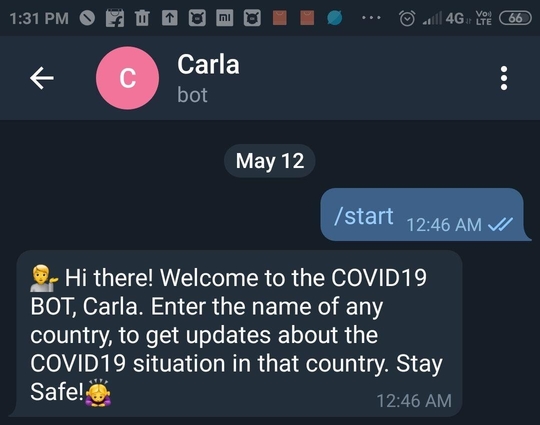 1:31 PM 4G Vo) LTE 66
C
Carla
bot
May 12
/start 12:46 AM
💁 Hi there! Welcome to the COVID19
BOT, Carla. Enter the name of any
country, to get updates about the
COVID19 situation in that country. Stay
Safe!🙇‍♀️ 12:46 AM